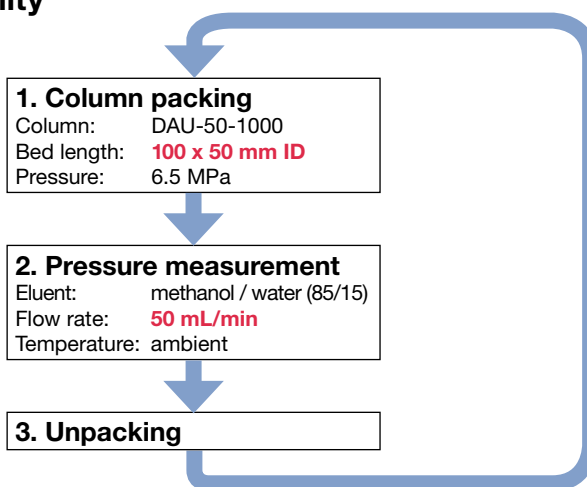 1. Column packing
Column: DAU-50-1000
Bed length: 100 x 50 mm ID
Pressure: 6.5 MPa
2. Pressure measurement
Eluent: methanol / water (85/15)
Flow rate: 50 mL/min
Temperature: ambient
3. Unpacking